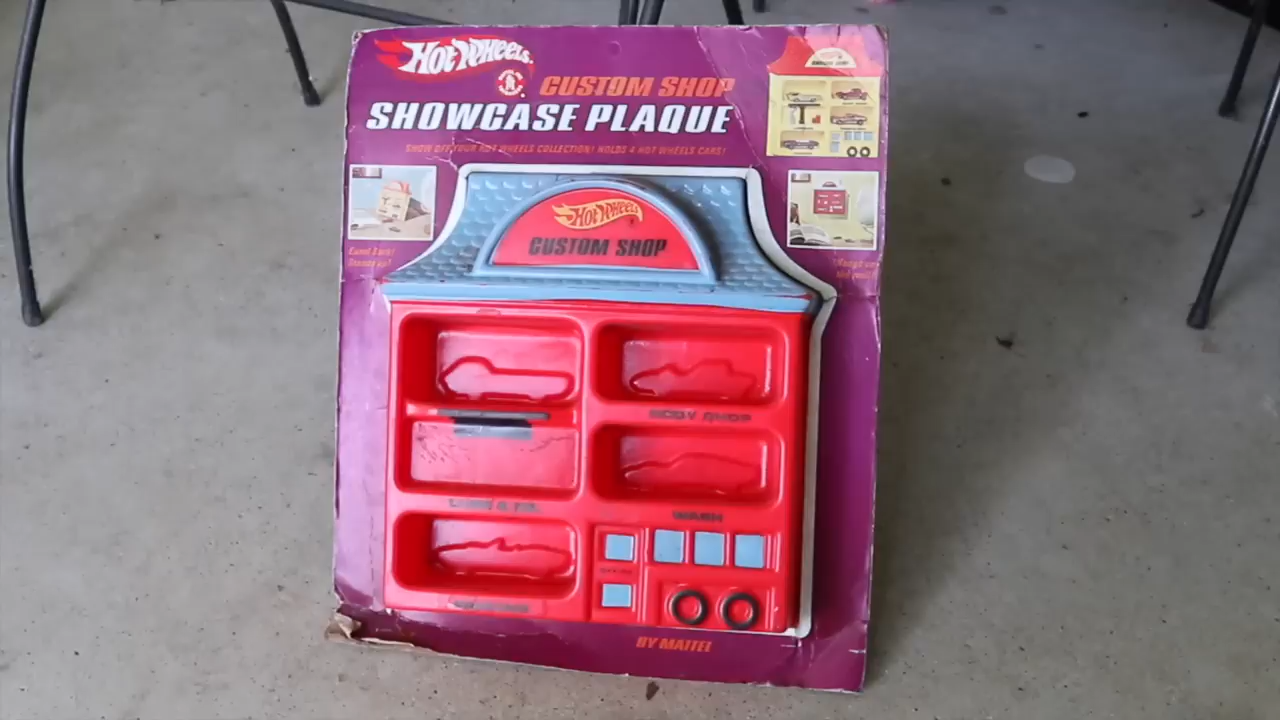 Hot Wheels
CUSTOM SHOP
SHOWCASE PLAQUE
SHOW OFF YOUR HOT WHEELS COLLECTION! HOLDS 4 HOT WHEELS CARS!
Hot Wheels
CUSTOM SHOP
BODY SHOP
WASH
BY MATTEL